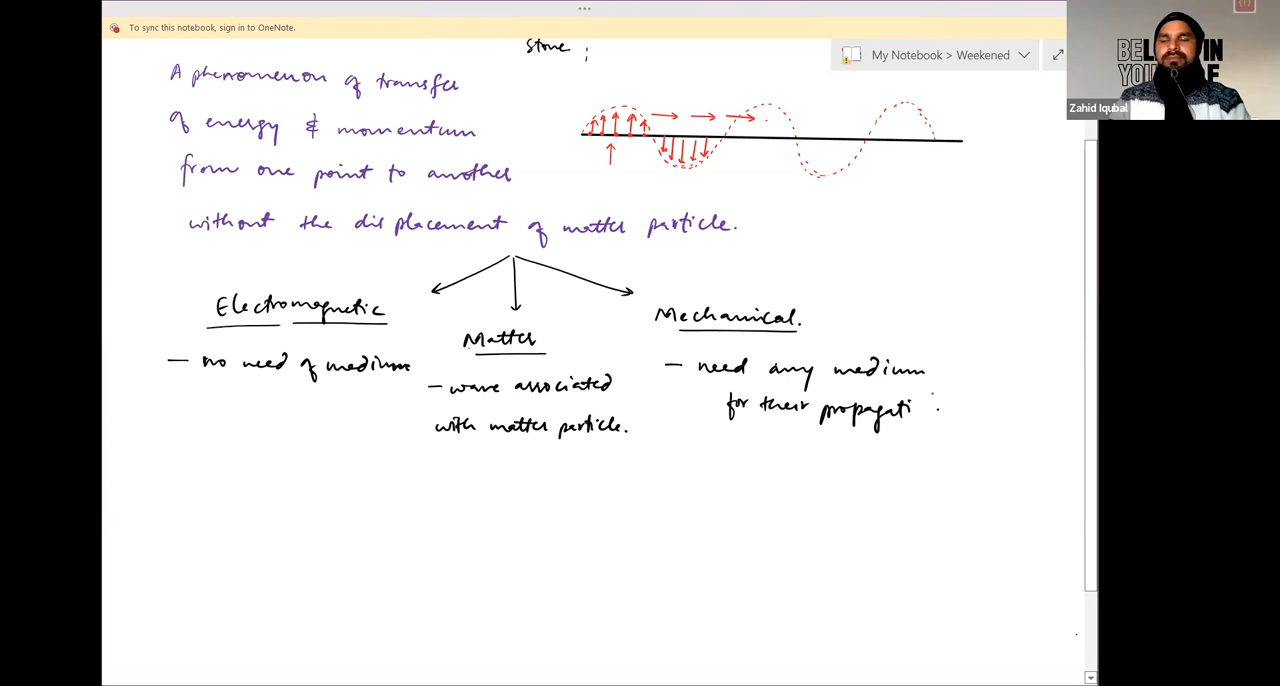 To sync this notebook, sign in to OneNote.
My Notebook > Weekened
Zahid Iqubal
stone ;
A phenomenon of transfer
of energy & momentum
from one point to another
without the displacement of matter particle.
Electromagnetic
- no need of medium
Matter
- wave associated
with matter particle.
Mechanical.
- need any medium
for their propagati